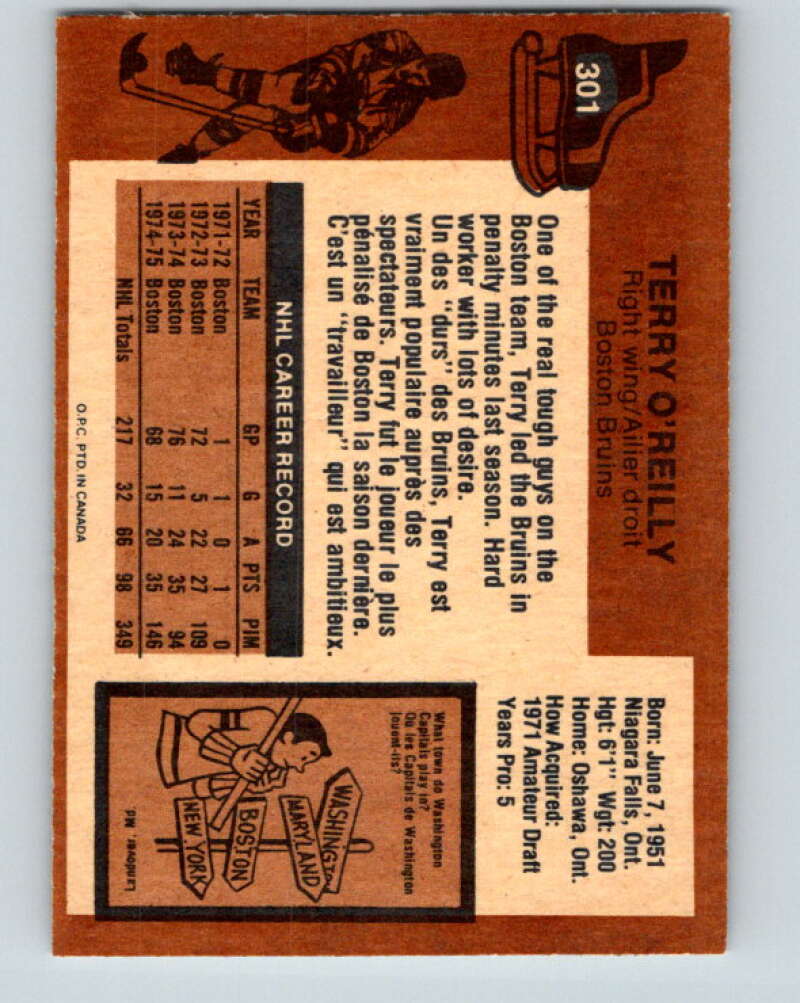 301
TERRY O'REILLY
Right wing/Ailier droit
Boston Bruins
One of the real tough guys on the
Boston team, Terry led the Bruins in
penalty minutes last season. Hard
worker with lots of desire.
Un des "durs" des Bruins, Terry est
vraiment populaire auprès des
spectateurs. Terry fut le joueur le plus
pénalisé de Boston la saison dernière.
C'est un "travailleur" qui est ambitieux.
Born: June 7, 1951
Niagara Falls, Ont.
Hgt: 6'1" Wgt: 200
Home: Oshawa, Ont.
How Acquired:
1971 Amateur Draft
Years Pro: 5
NHL CAREER RECORD
YEAR TEAM GP G A PTS PIM
1971-72 Boston 1 1 0 1 0
1972-73 Boston 72 5 22 27 109
1973-74 Boston 76 11 24 35 94
1974-75 Boston 68 15 20 35 146
NHL Totals 217 32 66 98 349
O.P.C. PTD. IN CANADA
What town do Washington
Capitals play in?
Où les Capitals de Washington
jouent-ils?
WASHINGTON
MARYLAND
BOSTON
NEW YORK
Landover, Md.